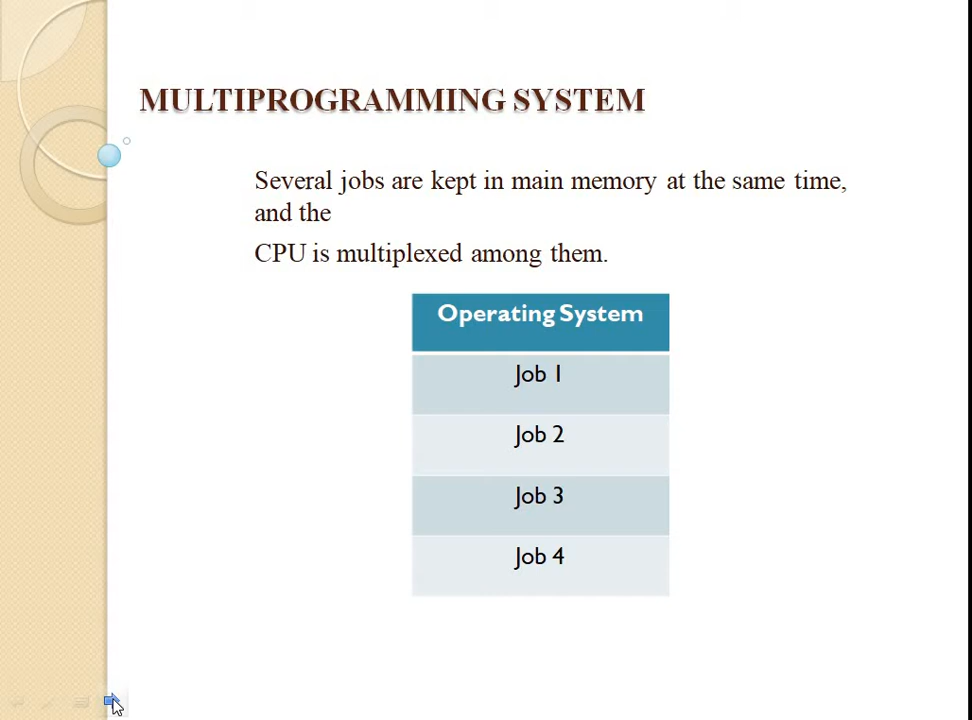 MULTIPROGRAMMING SYSTEM
Several jobs are kept in main memory at the same time,
and the
CPU is multiplexed among them.
Operating System
Job 1
Job 2
Job 3
Job 4